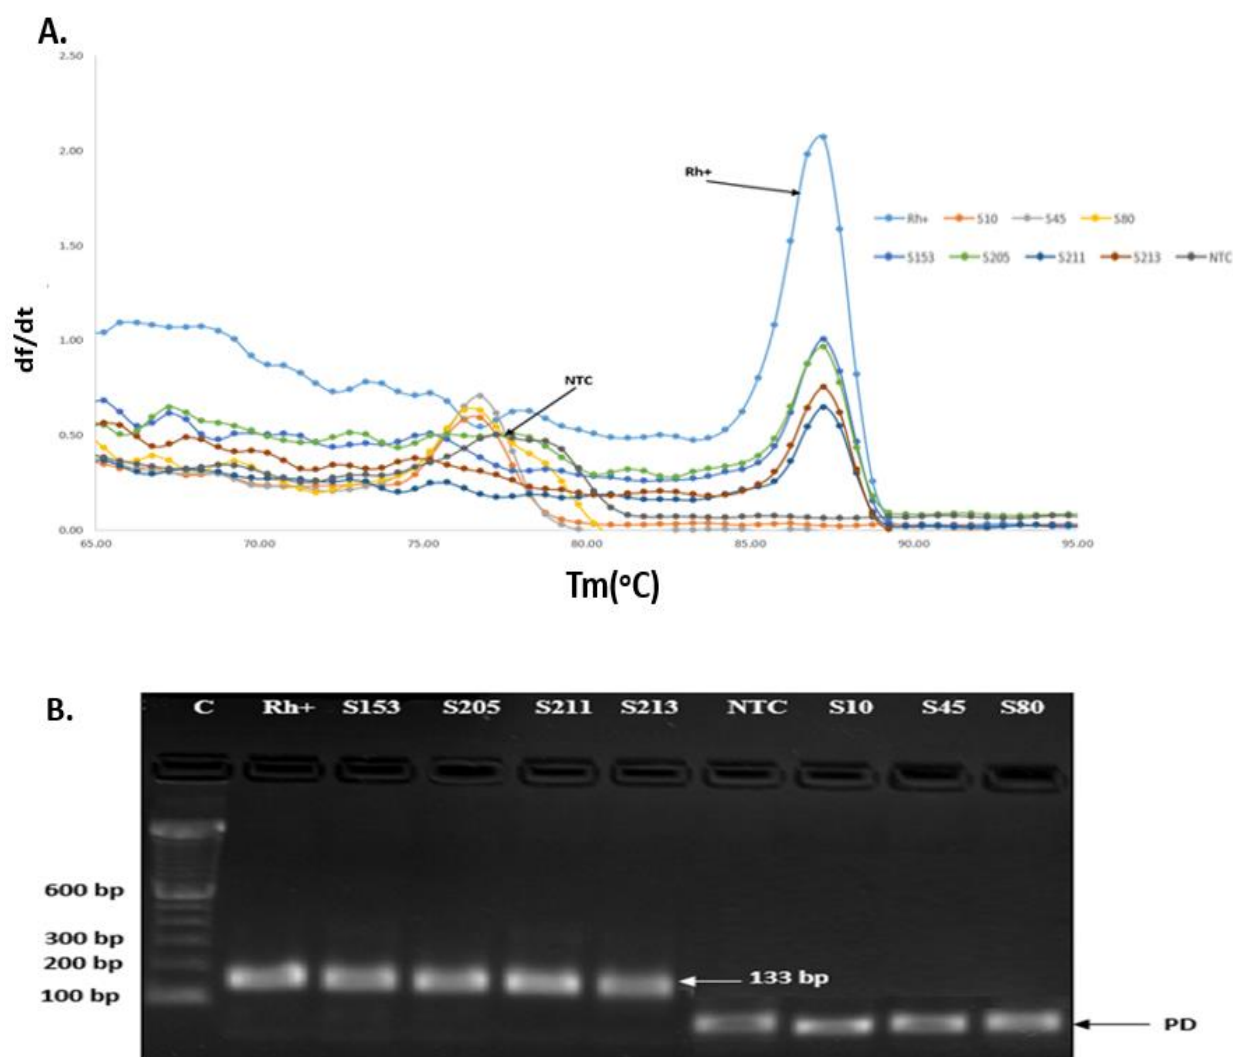 A.
2.50
2.00
1.50
1.00
0.50
0.00
df/dt
Rh+
NTC
Rh+ S10 S45 S80
S153 S205 S211 S213 NTC
65.00 70.00 75.00 80.00 85.00 90.00 95.00
Tm(°C)
B.
C Rh+ S153 S205 S211 S213 NTC S10 S45 S80
600 bp
300 bp
200 bp
100 bp
133 bp
PD